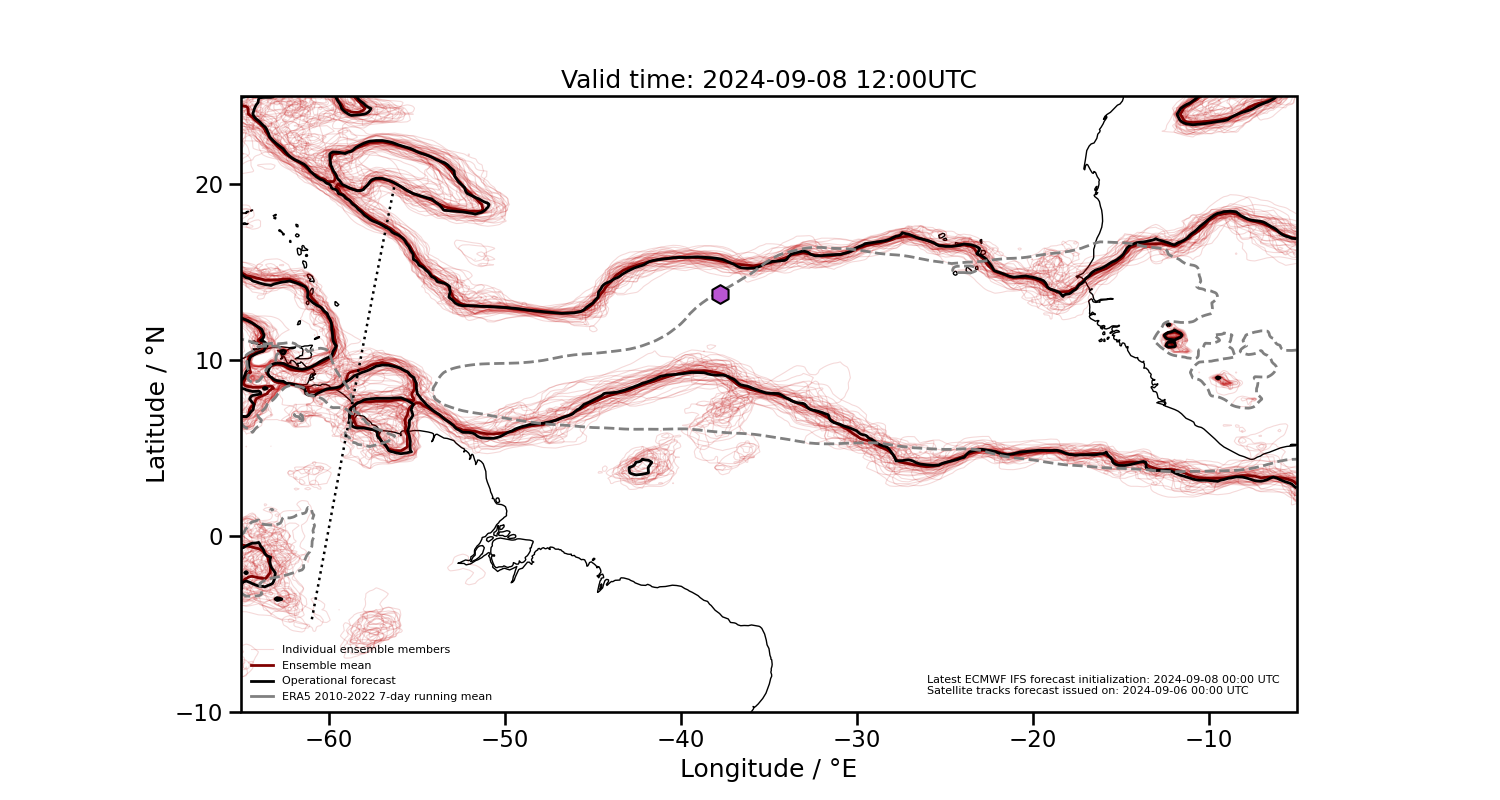 Valid time: 2024-09-08 12:00UTC
Latitude / °N
20
10
0
−10
Individual ensemble members
Ensemble mean
Operational forecast
ERA5 2010-2022 7-day running mean
Latest ECMWF IFS forecast initialization: 2024-09-08 00:00 UTC
Satellite tracks forecast issued on: 2024-09-06 00:00 UTC
−60 −50 −40 −30 −20 −10
Longitude / °E